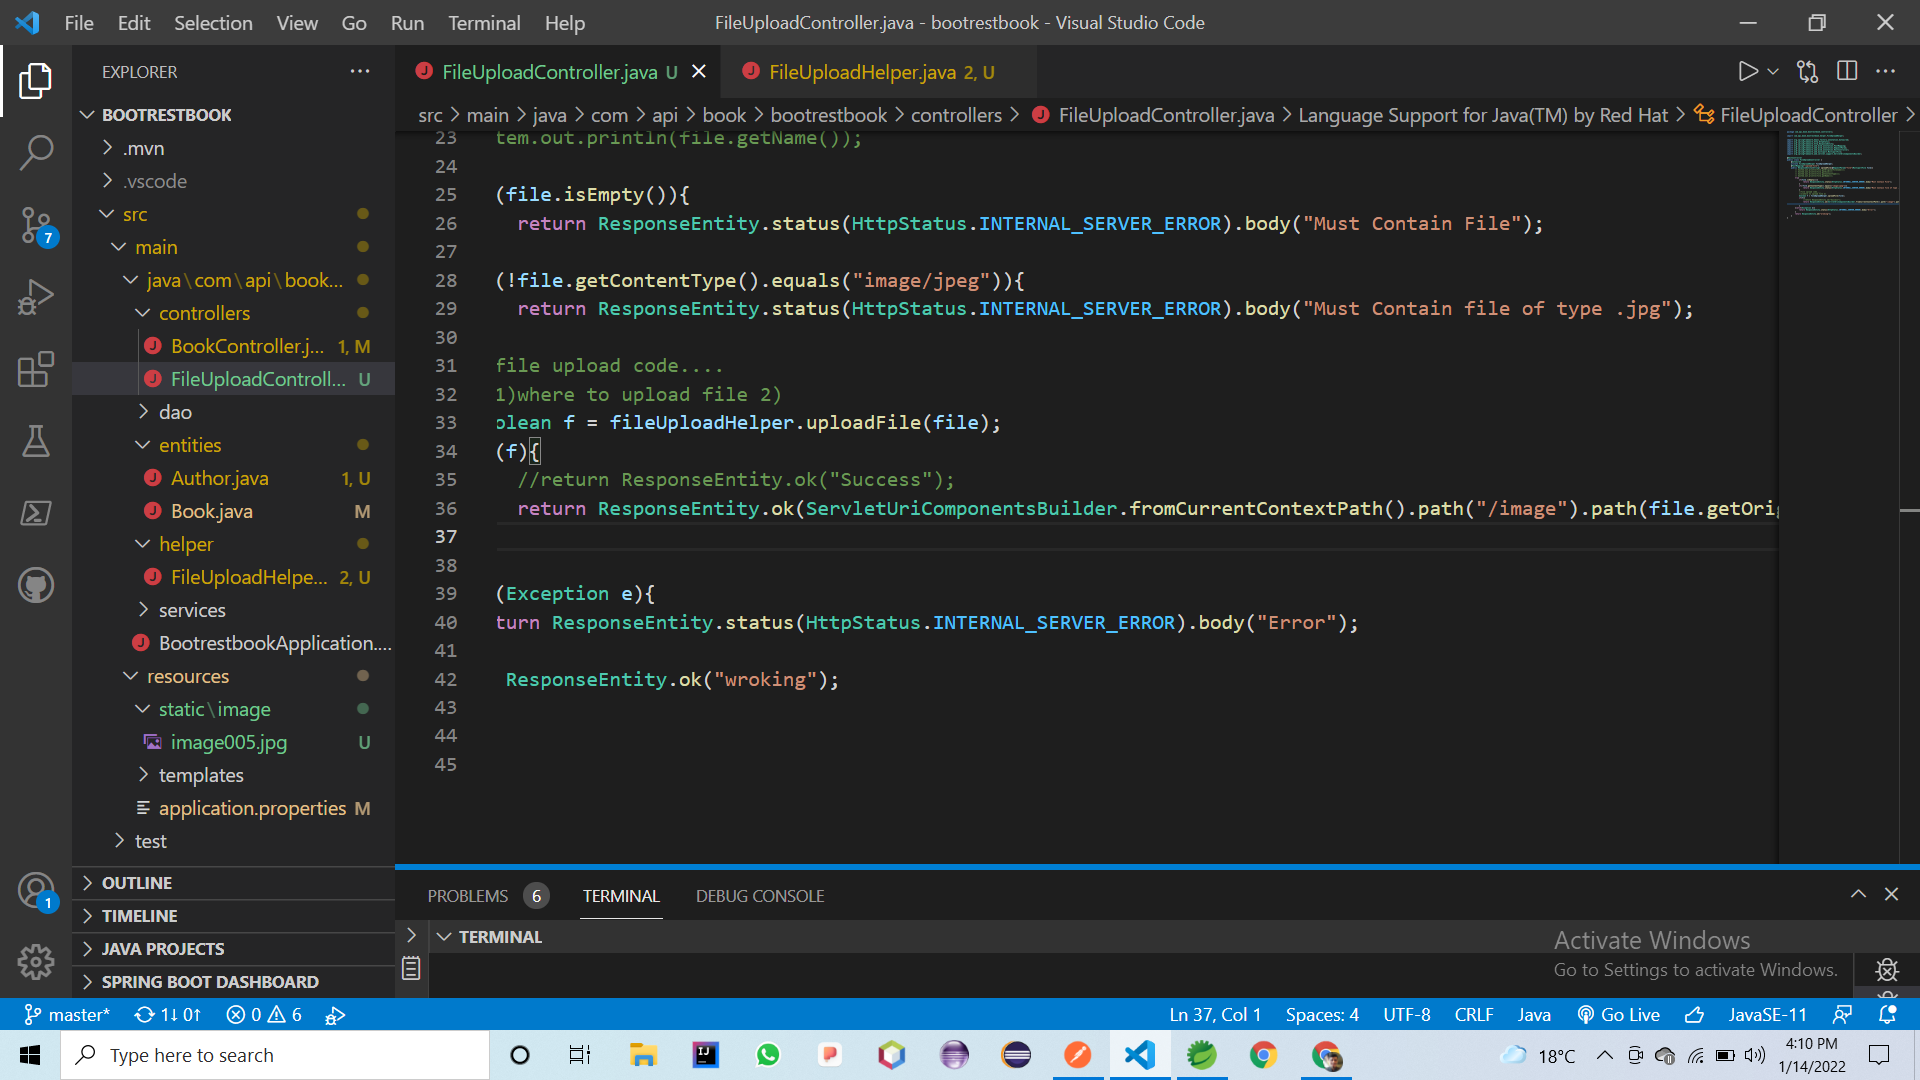 File Edit Selection View Go Run Terminal Help
FileUploadController.java - bootrestbook - Visual Studio Code
EXPLORER
BOOTRESTBOOK
.mvn
.vscode
src
main
java\com\api\book...
controllers
BookController.j... 1, M
FileUploadControll... U
dao
entities
Author.java 1, U
Book.java M
helper
FileUploadHelpe... 2, U
services
BootrestbookApplication....
resources
static\image
image005.jpg U
templates
application.properties M
test
OUTLINE
TIMELINE
JAVA PROJECTS
SPRING BOOT DASHBOARD
7
1
FileUploadController.java U
FileUploadHelper.java 2, U
src > main > java > com > api > book > bootrestbook > controllers > FileUploadController.java > Language Support for Java(TM) by Red Hat > FileUploadController >
23 tem.out.println(file.getName());
24
25 (file.isEmpty()){
26 return ResponseEntity.status(HttpStatus.INTERNAL_SERVER_ERROR).body("Must Contain File");
27
28 (!file.getContentType().equals("image/jpeg")){
29 return ResponseEntity.status(HttpStatus.INTERNAL_SERVER_ERROR).body("Must Contain file of type .jpg");
30
31 file upload code....
32 1)where to upload file 2)
33 olean f = fileUploadHelper.uploadFile(file);
34 (f){
35 //return ResponseEntity.ok("Success");
36 return ResponseEntity.ok(ServletUriComponentsBuilder.fromCurrentContextPath().path("/image").path(file.getOrig
37
38
39 (Exception e){
40 turn ResponseEntity.status(HttpStatus.INTERNAL_SERVER_ERROR).body("Error");
41
42 ResponseEntity.ok("wroking");
43
44
45
PROBLEMS 6 TERMINAL DEBUG CONSOLE
TERMINAL
Activate Windows
Go to Settings to activate Windows.
master* 1↓ 0↑ 0 6
Ln 37, Col 1 Spaces: 4 UTF-8 CRLF Java Go Live JavaSE-11
Type here to search
18°C
4:10 PM
1/14/2022